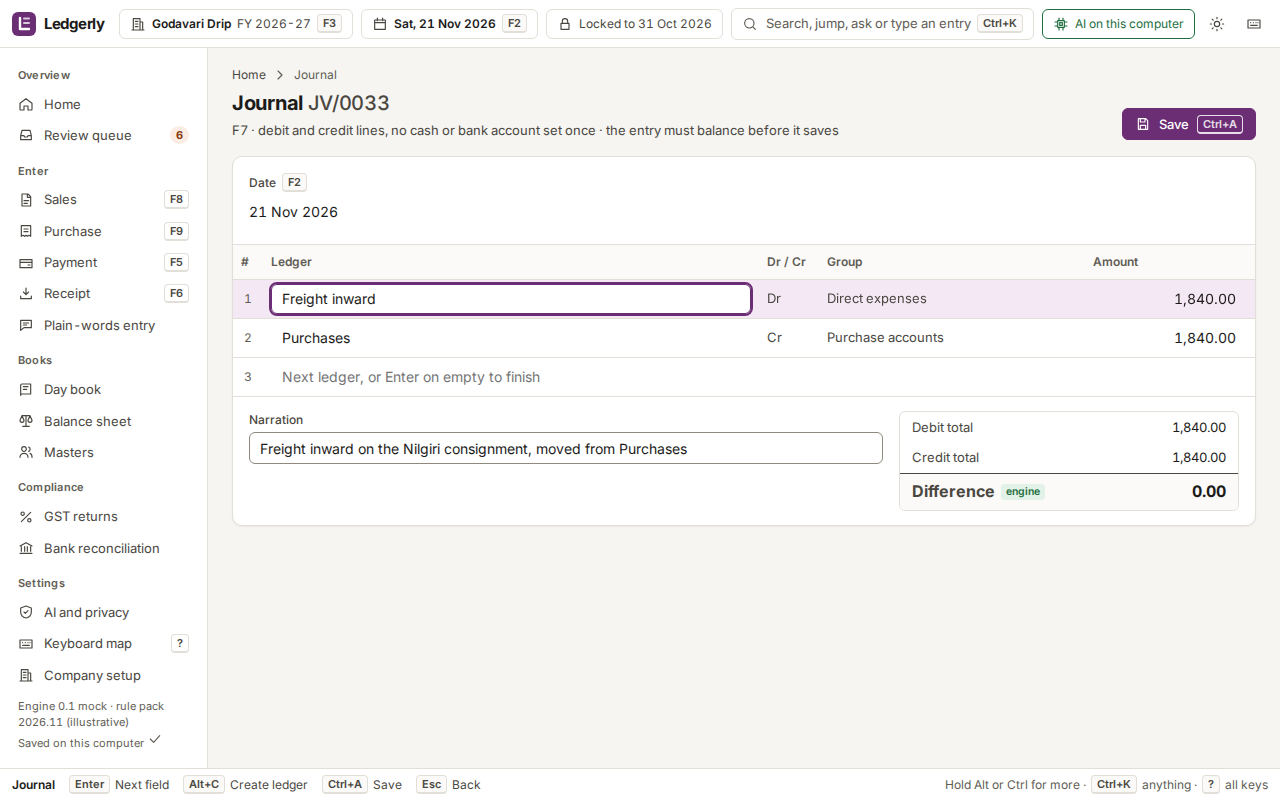 Ledgerly
Godavari Drip FY 2026-27 F3
Sat, 21 Nov 2026 F2
Locked to 31 Oct 2026
Search, jump, ask or type an entry Ctrl+K
AI on this computer
Overview
Home
Review queue 6
Enter
Sales F8
Purchase F9
Payment F5
Receipt F6
Plain-words entry
Books
Day book
Balance sheet
Masters
Compliance
GST returns
Bank reconciliation
Settings
AI and privacy
Keyboard map ?
Company setup
Engine 0.1 mock · rule pack
2026.11 (illustrative)
Saved on this computer
Home Journal
Journal JV/0033
F7 · debit and credit lines, no cash or bank account set once · the entry must balance before it saves
Save Ctrl+A
Date F2
21 Nov 2026
# Ledger Dr / Cr Group Amount
1 Freight inward Dr Direct expenses 1,840.00
2 Purchases Cr Purchase accounts 1,840.00
3 Next ledger, or Enter on empty to finish
Narration
Freight inward on the Nilgiri consignment, moved from Purchases
Debit total 1,840.00
Credit total 1,840.00
Difference engine 0.00
Journal Enter Next field Alt+C Create ledger Ctrl+A Save Esc Back
Hold Alt or Ctrl for more · Ctrl+K anything · ? all keys